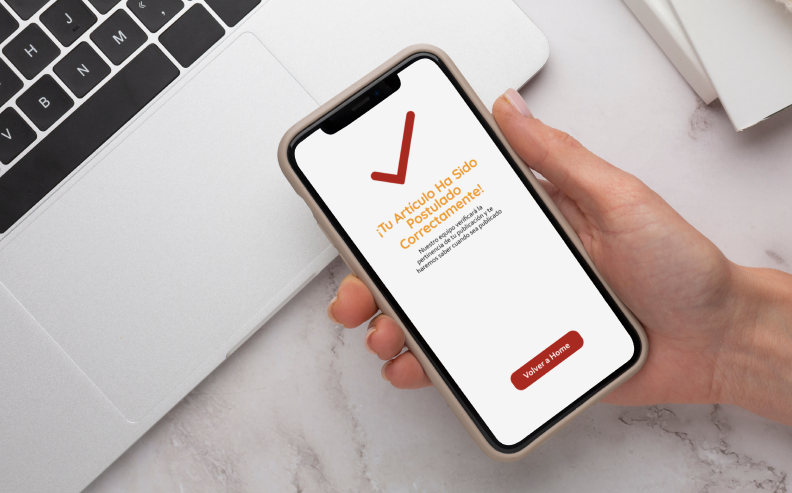 H
J
B
N
M
V
¡Tu Artículo Ha Sido
Postulado
Correctamente!
Nuestro equipo verificará la
pertinencia de tu publicación y te
haremos saber cuando sea publicado
Volver a Home